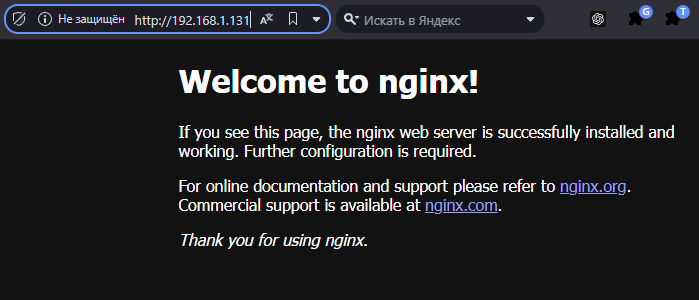 Не защищён http://192.168.1.131 Искать в Яндекс G T
Welcome to nginx!
If you see this page, the nginx web server is successfully installed and
working. Further configuration is required.
For online documentation and support please refer to nginx.org.
Commercial support is available at nginx.com.
Thank you for using nginx.